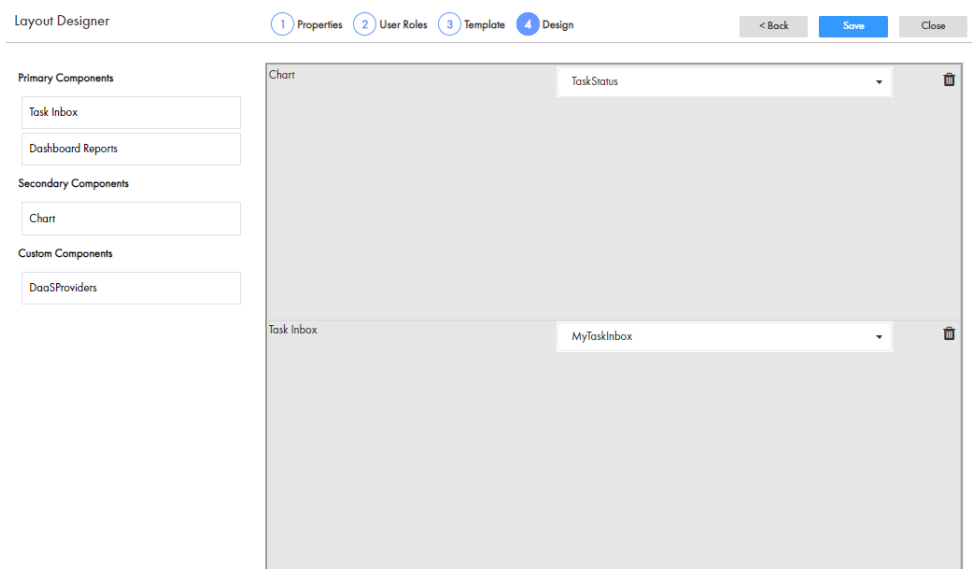 Layout Designer
1 Properties 2 User Roles 3 Template 4 Design
< Back Save Close
Primary Components
Task Inbox
Dashboard Reports
Secondary Components
Chart
Custom Components
DaaSProviders
Chart TaskStatus
Task Inbox MyTaskInbox